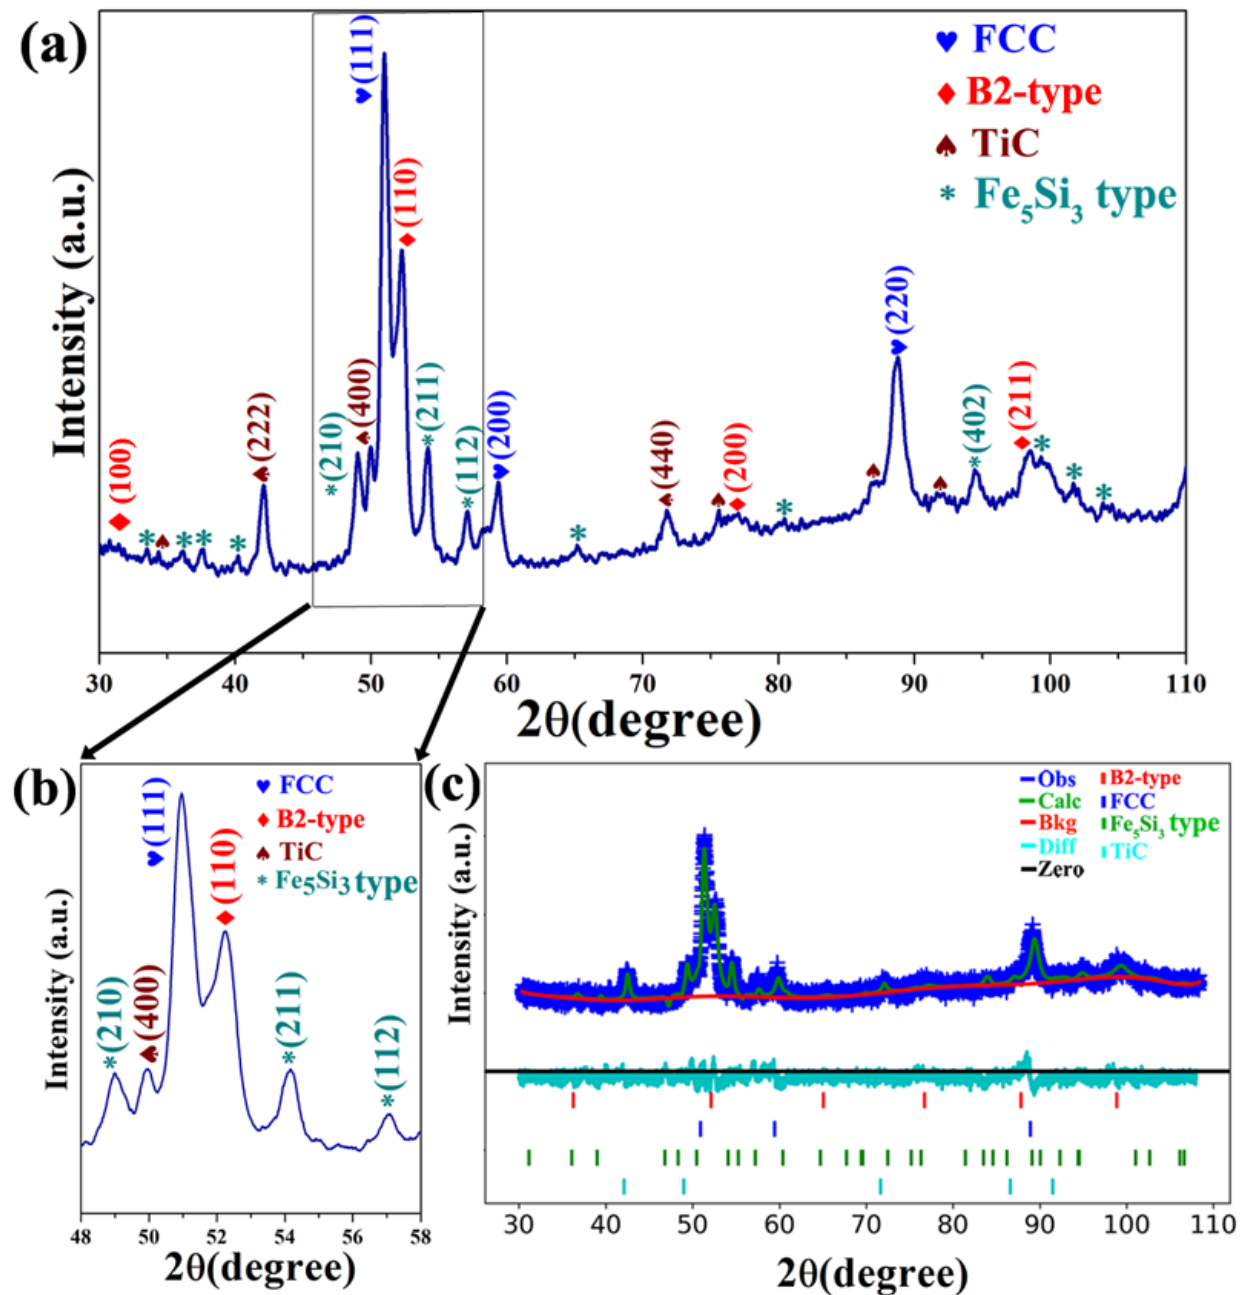 (a)
Intensity (a.u.)
♥ FCC
♦ B2-type
♠ TiC
* Fe₅Si₃ type
♦(100)
♠(222)
*(210)
♠(400)
♥(111)
♦(110)
*(211)
*(112)
♥(200)
♠(440)
♦(200)
♥(220)
*(402)
♦(211)
30 40 50 60 70 80 90 100 110
2θ(degree)
(b)
Intensity (a.u.)
♥ FCC
♦ B2-type
♠ TiC
* Fe₅Si₃ type
*(210)
♠(400)
♥(111)
♦(110)
*(211)
*(112)
48 50 52 54 56 58
2θ(degree)
(c)
Intensity (a.u.)
Obs
Calc
Bkg
Diff
Zero
B2-type
FCC
Fe₅Si₃ type
TiC
30 40 50 60 70 80 90 100 110
2θ(degree)